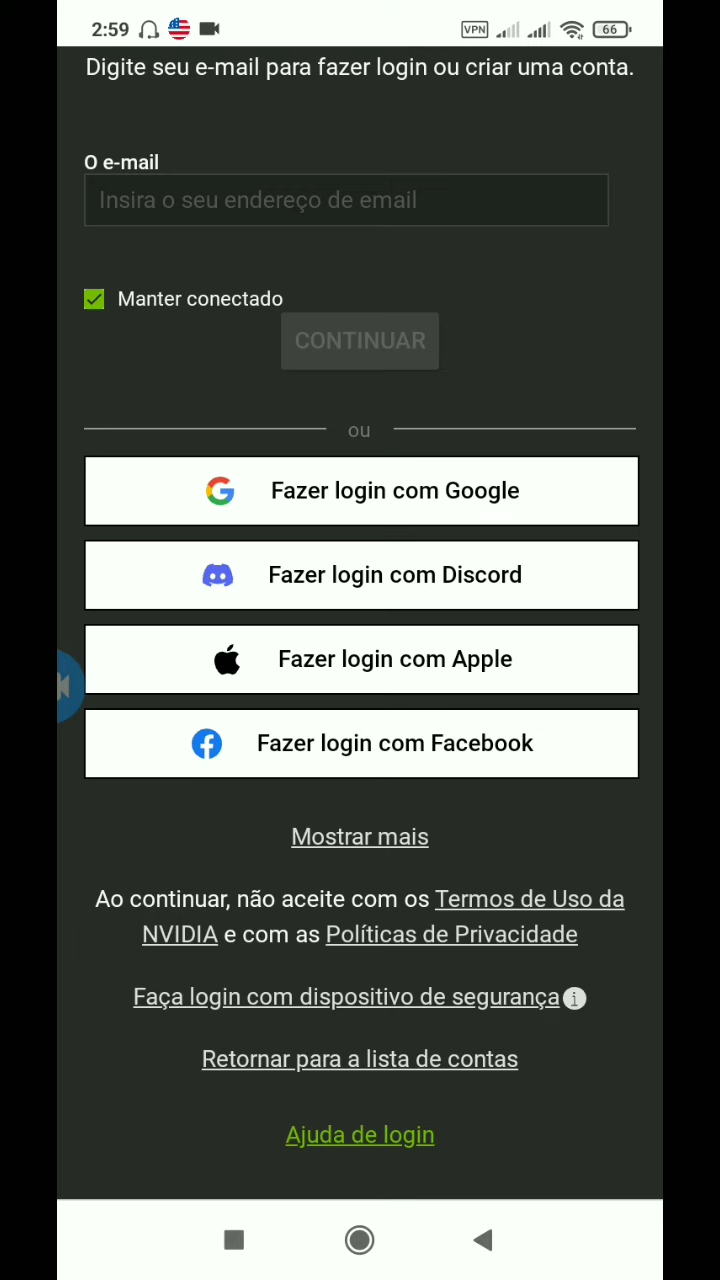 2:59 VPN 66
Digite seu e-mail para fazer login ou criar uma conta.
O e-mail
Insira o seu endereço de email
Manter conectado
CONTINUAR
ou
Fazer login com Google
Fazer login com Discord
Fazer login com Apple
Fazer login com Facebook
Mostrar mais
Ao continuar, não aceite com os Termos de Uso da
NVIDIA e com as Políticas de Privacidade
Faça login com dispositivo de segurança
Retornar para a lista de contas
Ajuda de login